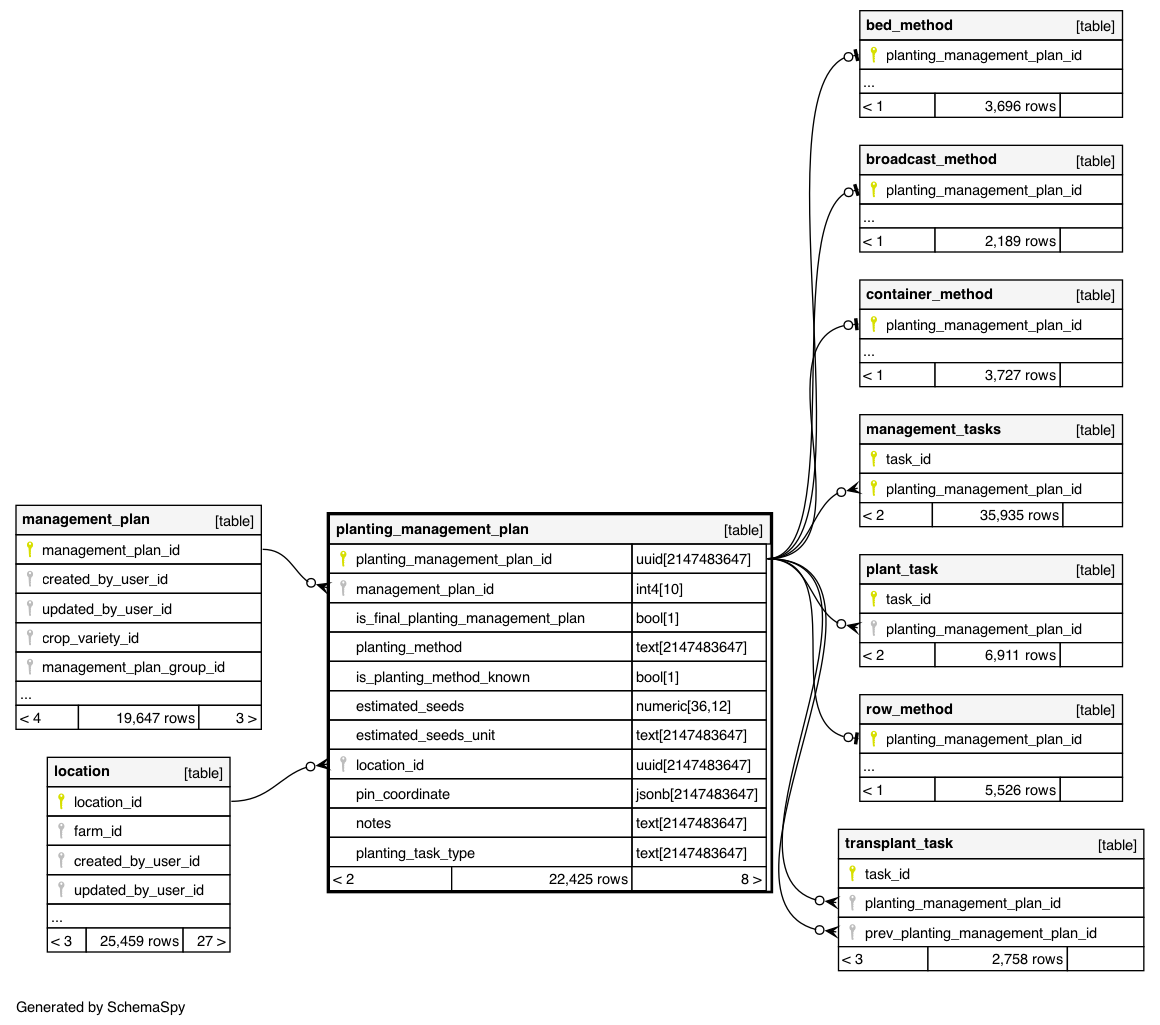 bed_method [table]
planting_management_plan_id
...
< 1 3,696 rows
broadcast_method [table]
planting_management_plan_id
...
< 1 2,189 rows
container_method [table]
planting_management_plan_id
...
< 1 3,727 rows
management_tasks [table]
task_id
planting_management_plan_id
< 2 35,935 rows
management_plan [table]
management_plan_id
created_by_user_id
updated_by_user_id
crop_variety_id
management_plan_group_id
...
< 4 19,647 rows 3 >
planting_management_plan [table]
planting_management_plan_id uuid[2147483647]
management_plan_id int4[10]
is_final_planting_management_plan bool[1]
planting_method text[2147483647]
is_planting_method_known bool[1]
estimated_seeds numeric[36,12]
estimated_seeds_unit text[2147483647]
location_id uuid[2147483647]
pin_coordinate jsonb[2147483647]
notes text[2147483647]
planting_task_type text[2147483647]
< 2 22,425 rows 8 >
plant_task [table]
task_id
planting_management_plan_id
< 2 6,911 rows
row_method [table]
planting_management_plan_id
...
< 1 5,526 rows
location [table]
location_id
farm_id
created_by_user_id
updated_by_user_id
...
< 3 25,459 rows 27 >
transplant_task [table]
task_id
planting_management_plan_id
prev_planting_management_plan_id
< 3 2,758 rows
Generated by SchemaSpy